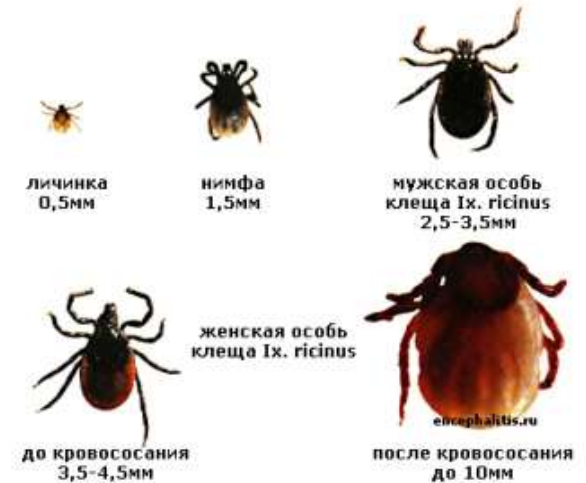 личинка
0,5мм
нимфа
1,5мм
мужская особь
клеща Ix. ricinus
2,5-3,5мм
женская особь
клеща Ix. ricinus
encephalitis.ru
до кровососания
3,5-4,5мм
после кровососания
до 10мм